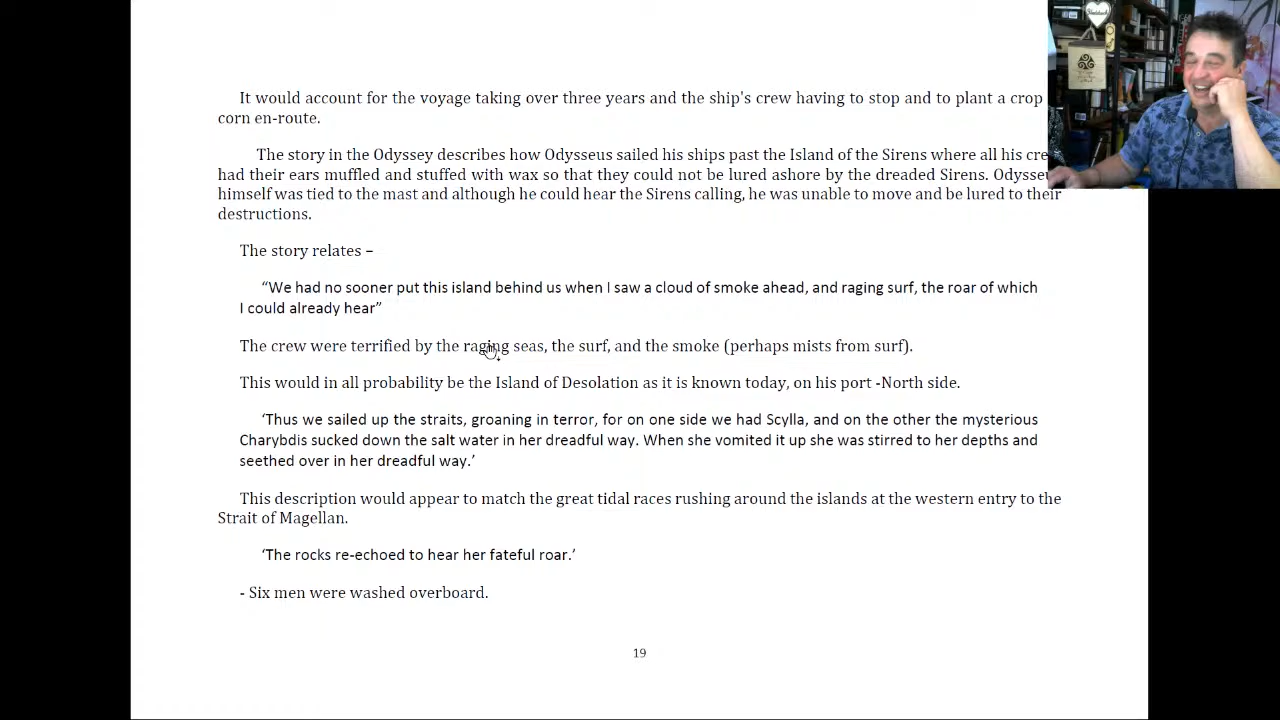 It would account for the voyage taking over three years and the ship's crew having to stop and to plant a crop
corn en-route.
The story in the Odyssey describes how Odysseus sailed his ships past the Island of the Sirens where all his
had their ears muffled and stuffed with wax so that they could not be lured ashore by the dreaded Sirens.
himself was tied to the mast and although he could hear the Sirens calling, he was unable to move and be lured to their
destructions.
The story relates –
“We had no sooner put this island behind us when I saw a cloud of smoke ahead, and raging surf, the roar of which
I could already hear”
The crew were terrified by the raging seas, the surf, and the smoke (perhaps mists from surf).
This would in all probability be the Island of Desolation as it is known today, on his port -North side.
‘Thus we sailed up the straits, groaning in terror, for on one side we had Scylla, and on the other the mysterious
Charybdis sucked down the salt water in her dreadful way. When she vomited it up she was stirred to her depths and
seethed over in her dreadful way.’
This description would appear to match the great tidal races rushing around the islands at the western entry to the
Strait of Magellan.
‘The rocks re-echoed to hear her fateful roar.’
- Six men were washed overboard.
19